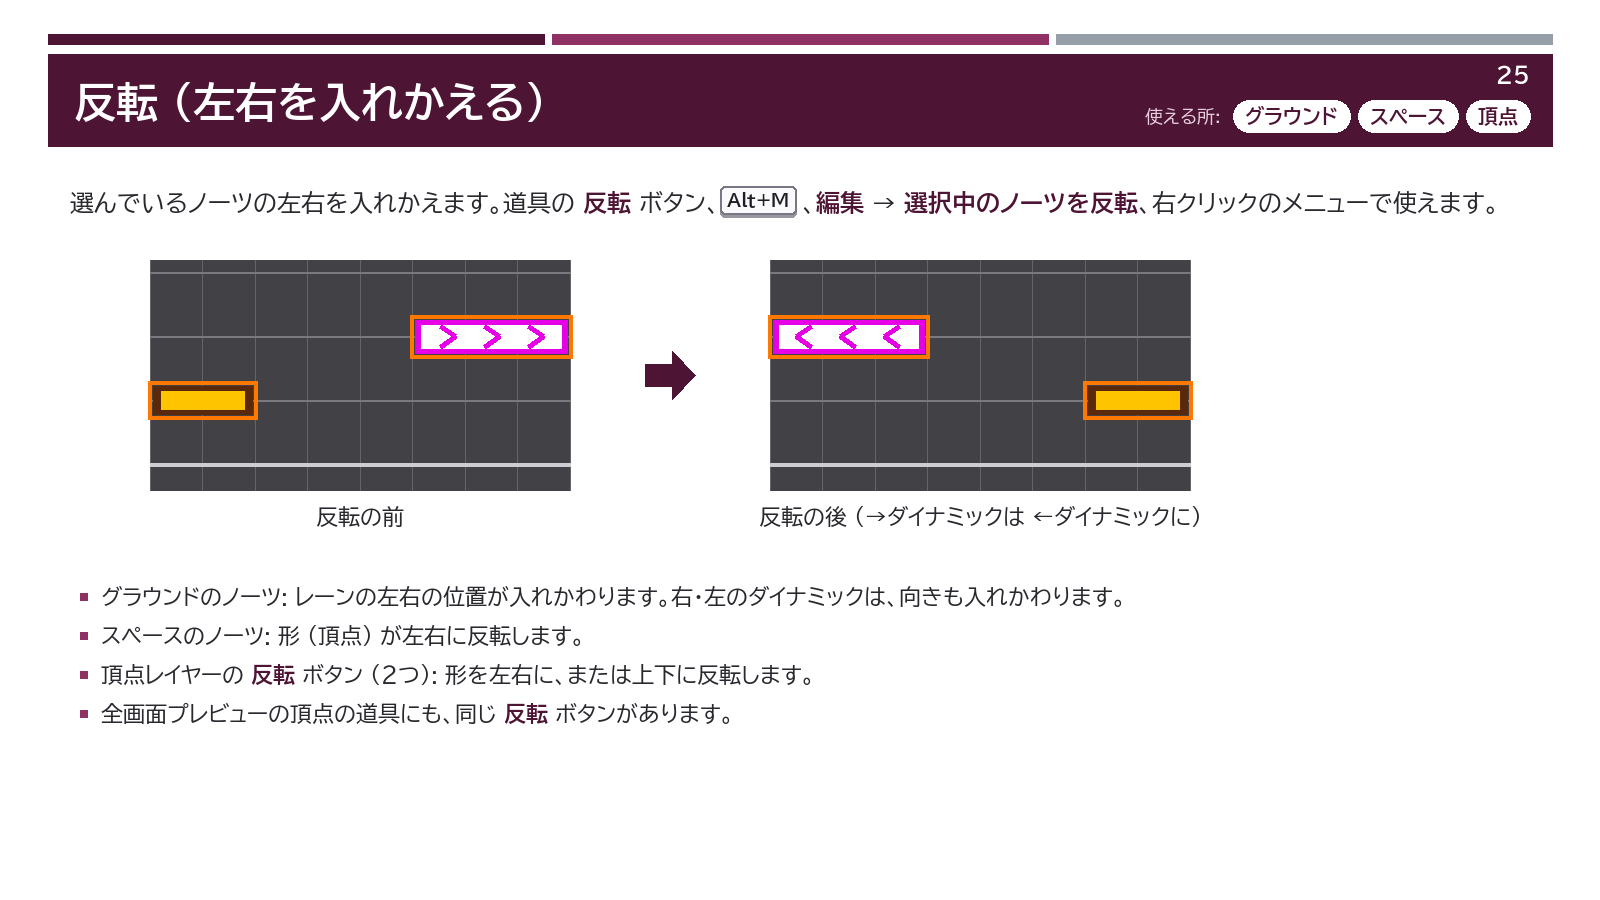 反転（左右を入れかえる）
25
使える所: グラウンド スペース 頂点
選んでいるノーツの左右を入れかえます。道具の 反転 ボタン、Alt+M、編集 → 選択中のノーツを反転、右クリックのメニューで使えます。
反転の前
反転の後（→ダイナミックは ←ダイナミックに）
グラウンドのノーツ: レーンの左右の位置が入れかわります。右・左のダイナミックは、向きも入れかわります。
スペースのノーツ: 形（頂点）が左右に反転します。
頂点レイヤーの 反転 ボタン（2つ）: 形を左右に、または上下に反転します。
全画面プレビューの頂点の道具にも、同じ 反転 ボタンがあります。